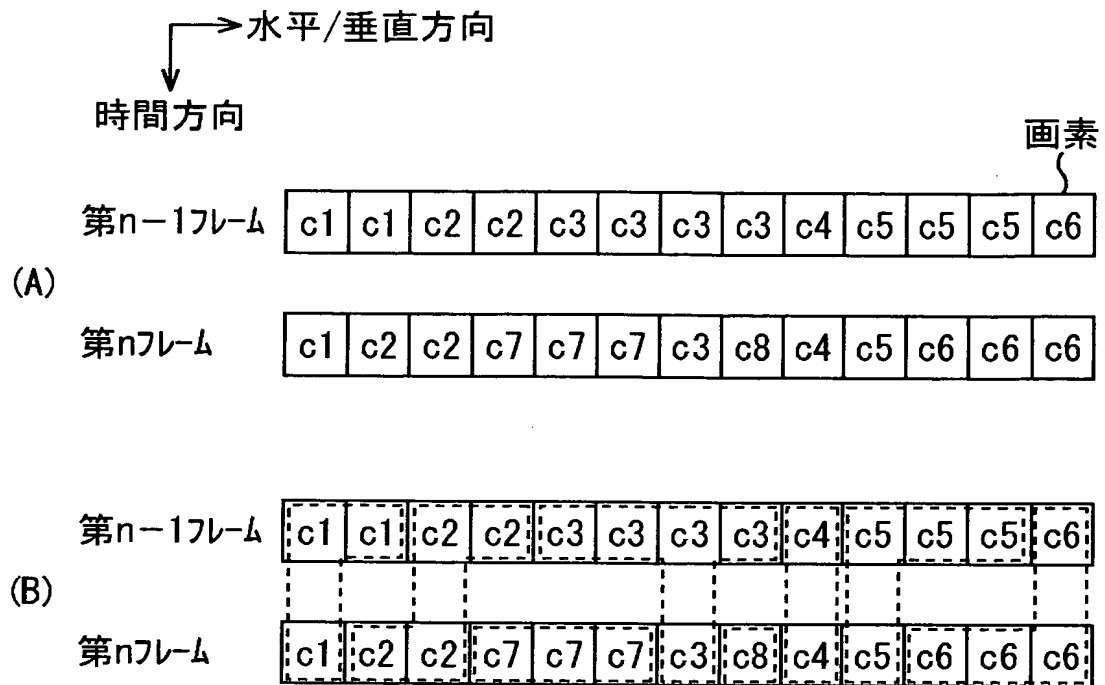 水平/垂直方向
時間方向
画素
(A)
第n−1フレーム c1 c1 c2 c2 c3 c3 c3 c3 c4 c5 c5 c5 c6
第nフレーム c1 c2 c2 c7 c7 c7 c3 c8 c4 c5 c6 c6 c6
(B)
第n−1フレーム c1 c1 c2 c2 c3 c3 c3 c3 c4 c5 c5 c5 c6
第nフレーム c1 c2 c2 c7 c7 c7 c3 c8 c4 c5 c6 c6 c6